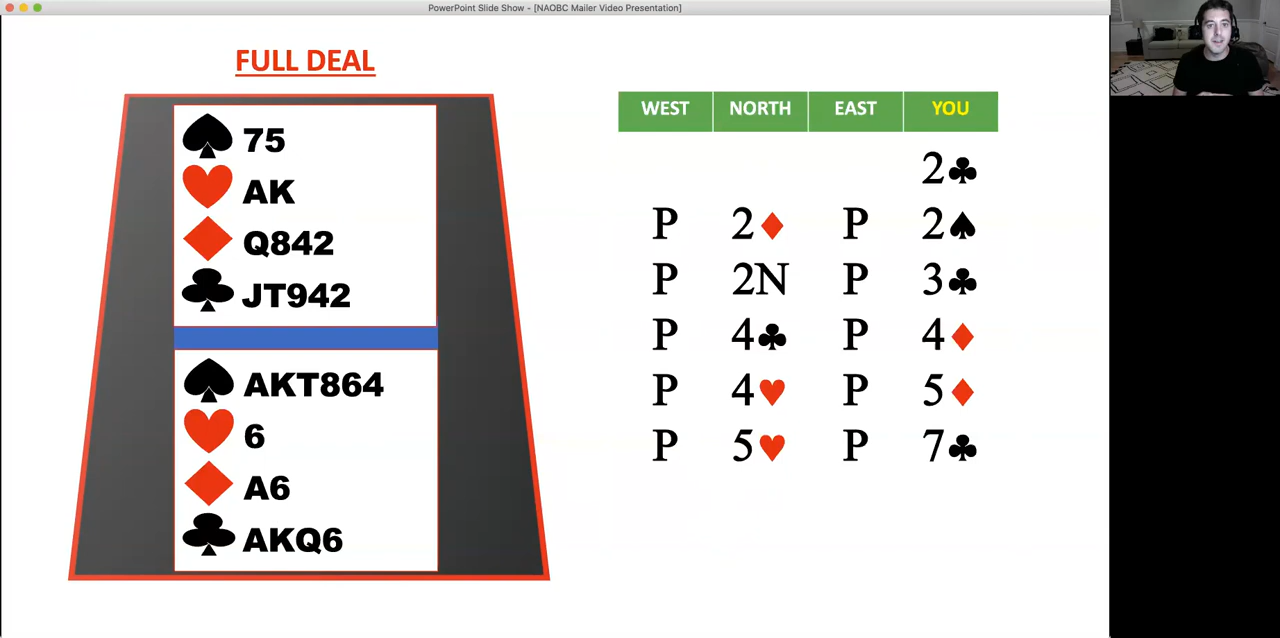 PowerPoint Slide Show - [NAOBC Mailer Video Presentation]
FULL DEAL
♠ 75
♥ AK
♦ Q842
♣ JT942
♠ AKT864
♥ 6
♦ A6
♣ AKQ6
WEST NORTH EAST YOU
2♣
P 2♦ P 2♠
P 2N P 3♣
P 4♣ P 4♦
P 4♥ P 5♦
P 5♥ P 7♣